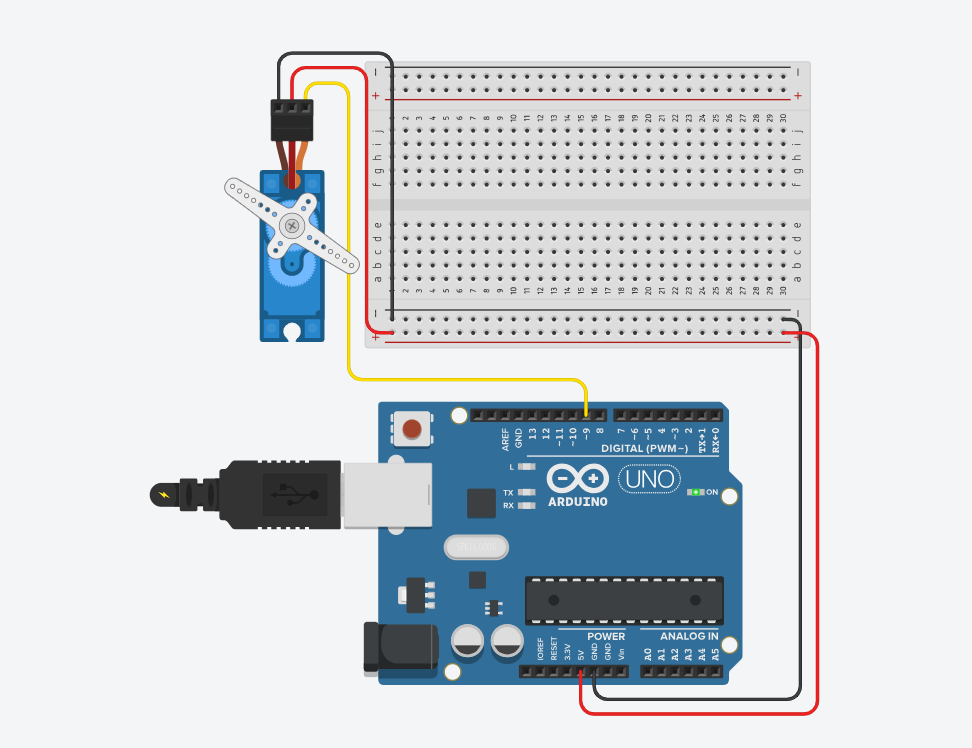 − −
+ +
1 2 3 4 5 6 7 8 9 10 11 12 13 14 15 16 17 18 19 20 21 22 23 24 25 26 27 28 29 30
j j
i i
h h
g g
f f
e e
d d
c c
b b
a a
1 2 3 4 5 6 7 8 9 10 11 12 13 14 15 16 17 18 19 20 21 22 23 24 25 26 27 28 29 30
− −
+ +
AREF GND 13 12 ~11 ~10 ~9 8 7 ~6 ~5 4 ~3 2 TX→1 RX←0
DIGITAL (PWM~)
L
TX
RX
ARDUINO
UNO
ON
POWER
ANALOG IN
IOREF RESET 3.3V 5V GND GND Vin A0 A1 A2 A3 A4 A5